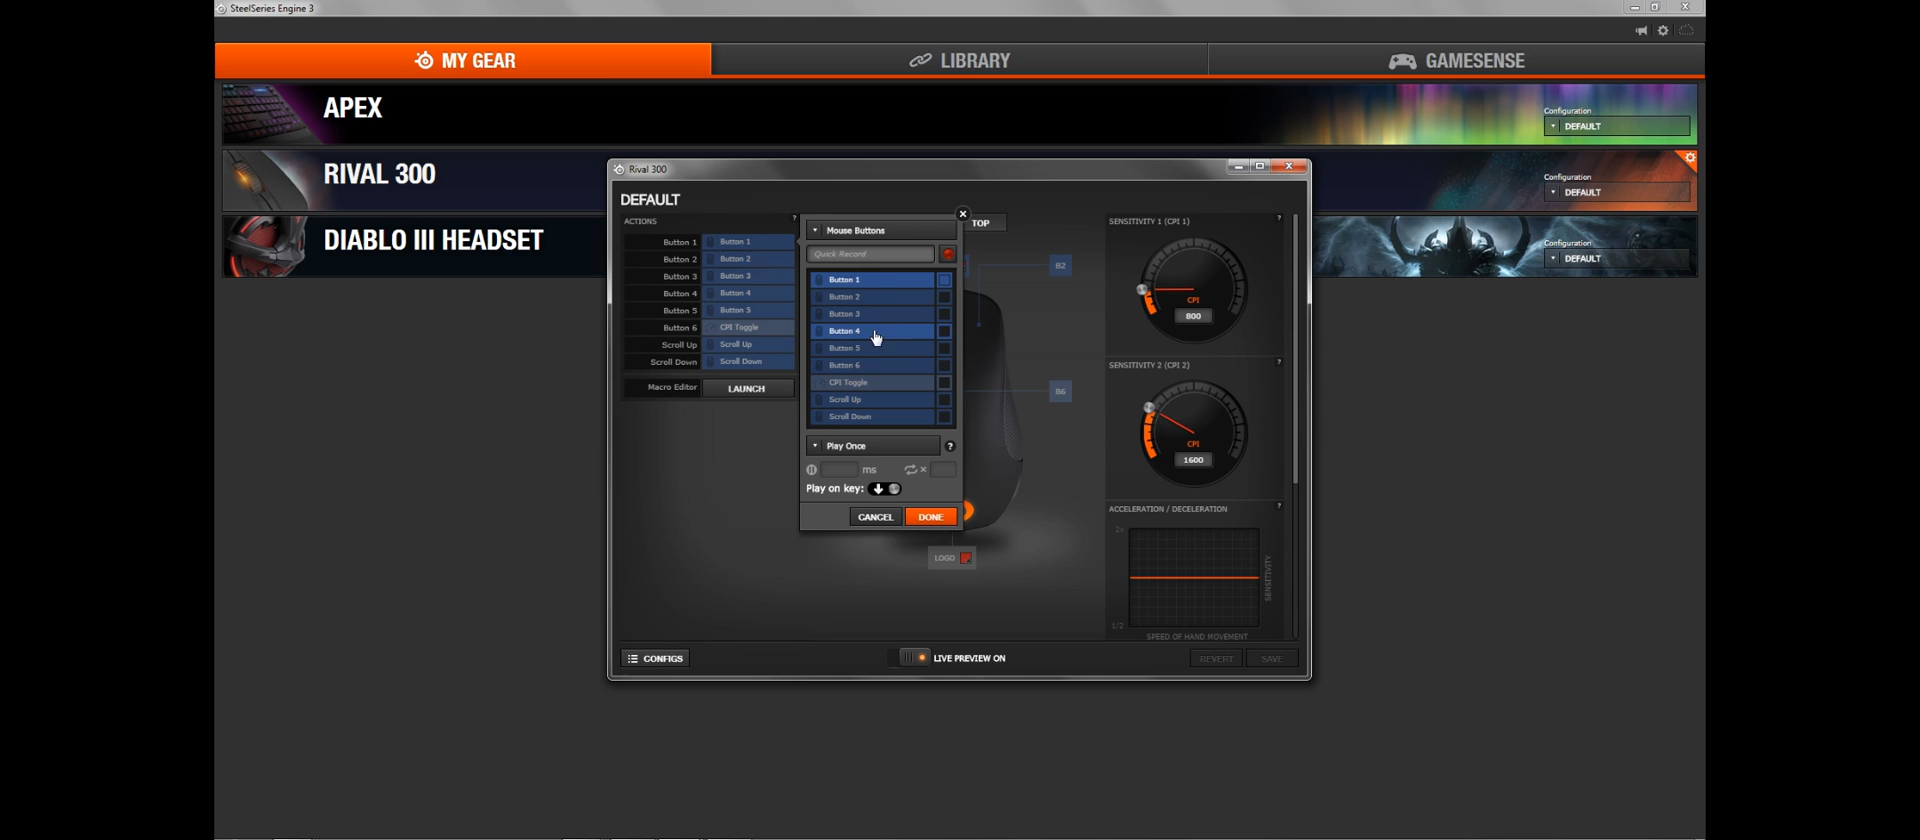 SteelSeries Engine 3
MY GEAR
LIBRARY
GAMESENSE
APEX
Configuration
DEFAULT
RIVAL 300
Configuration
DEFAULT
DIABLO III HEADSET
Configuration
DEFAULT
Rival 300
DEFAULT
ACTIONS ?
Button 1 Button 1
Button 2 Button 2
Button 3 Button 3
Button 4 Button 4
Button 5 Button 5
Button 6 CPI Toggle
Scroll Up Scroll Up
Scroll Down Scroll Down
Macro Editor LAUNCH
Mouse Buttons
Quick Record
Button 1
Button 2
Button 3
Button 4
Button 5
Button 6
CPI Toggle
Scroll Up
Scroll Down
Play Once ?
ms ×
Play on key:
CANCEL DONE
TOP
B2
B6
LOGO
SENSITIVITY 1 (CPI 1) ?
CPI
800
SENSITIVITY 2 (CPI 2) ?
CPI
1600
ACCELERATION / DECELERATION ?
2x
SENSITIVITY
1/2
SPEED OF HAND MOVEMENT
CONFIGS
LIVE PREVIEW ON
REVERT SAVE